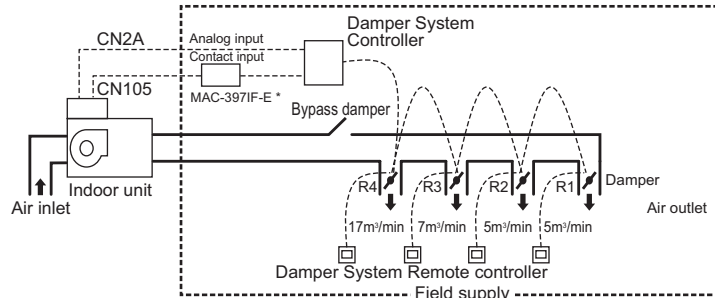 Damper System
Controller
CN2A
Analog input
Contact input
CN105
MAC-397IF-E *
Bypass damper
Indoor unit
Air inlet
R4
R3
R2
R1
Damper
Air outlet
17m³/min
7m³/min
5m³/min
5m³/min
Damper System Remote controller
Field supply